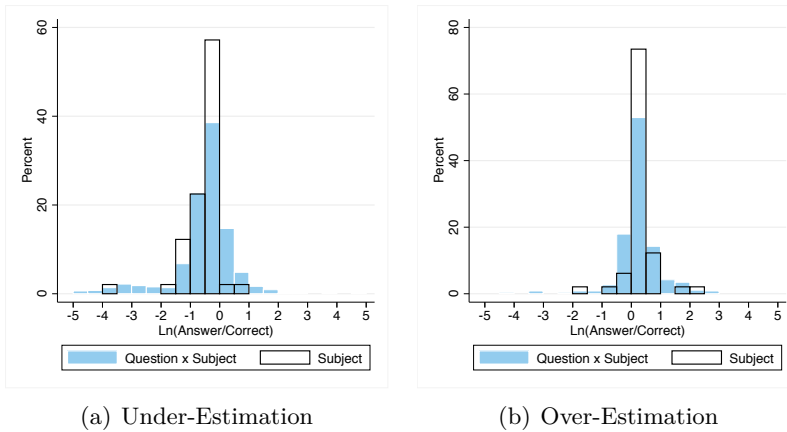 60
40
20
0
Percent
-5 -4 -3 -2 -1 0 1 2 3 4 5
Ln(Answer/Correct)
Question x Subject Subject
(a) Under-Estimation
80
60
40
20
0
Percent
-5 -4 -3 -2 -1 0 1 2 3 4 5
Ln(Answer/Correct)
Question x Subject Subject
(b) Over-Estimation